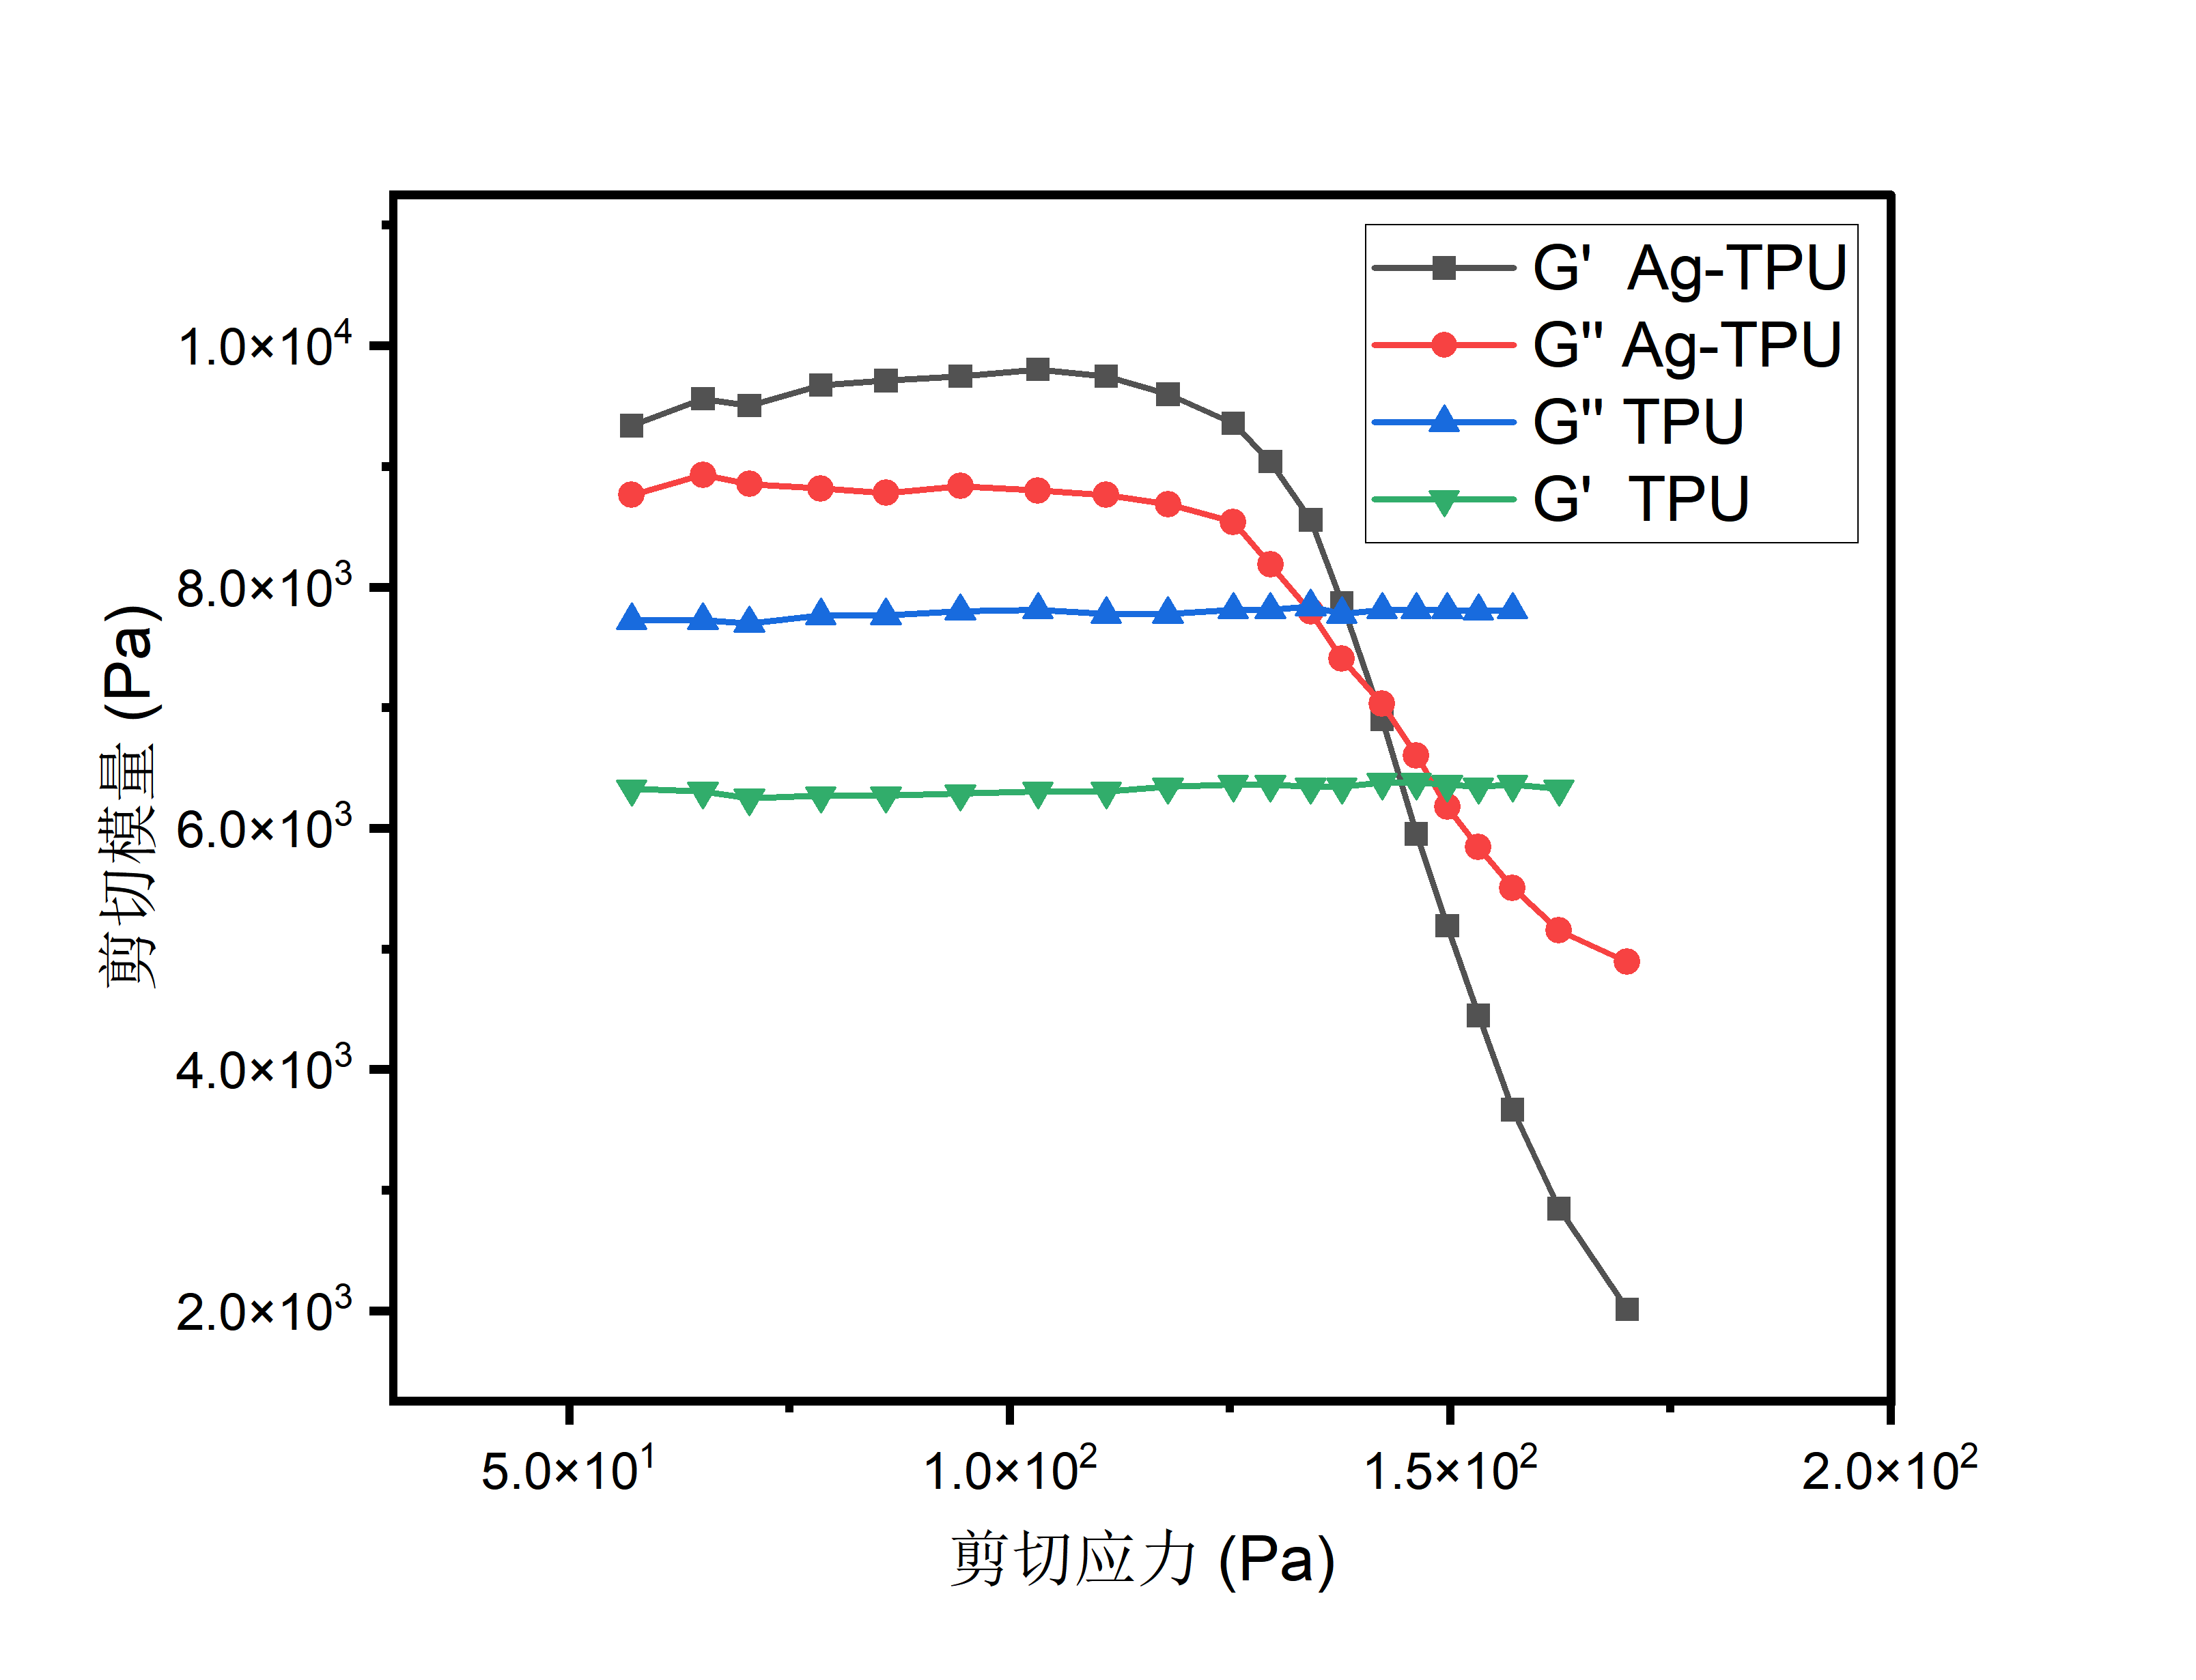 G' Ag-TPU
G'' Ag-TPU
G'' TPU
G' TPU
1.0×10⁴
8.0×10³
6.0×10³
4.0×10³
2.0×10³
剪切模量 (Pa)
5.0×10¹
1.0×10²
1.5×10²
2.0×10²
剪切应力 (Pa)